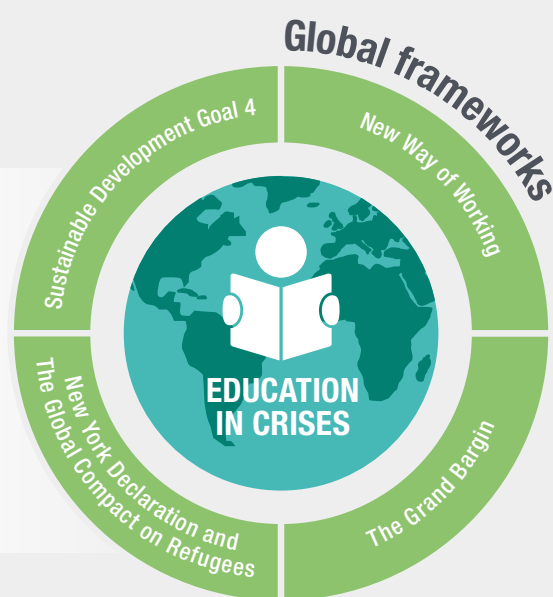 Global frameworks
Sustainable Development Goal 4
New Way of Working
EDUCATION
IN CRISES
New York Declaration and
The Global Compact on Refugees
The Grand Bargin